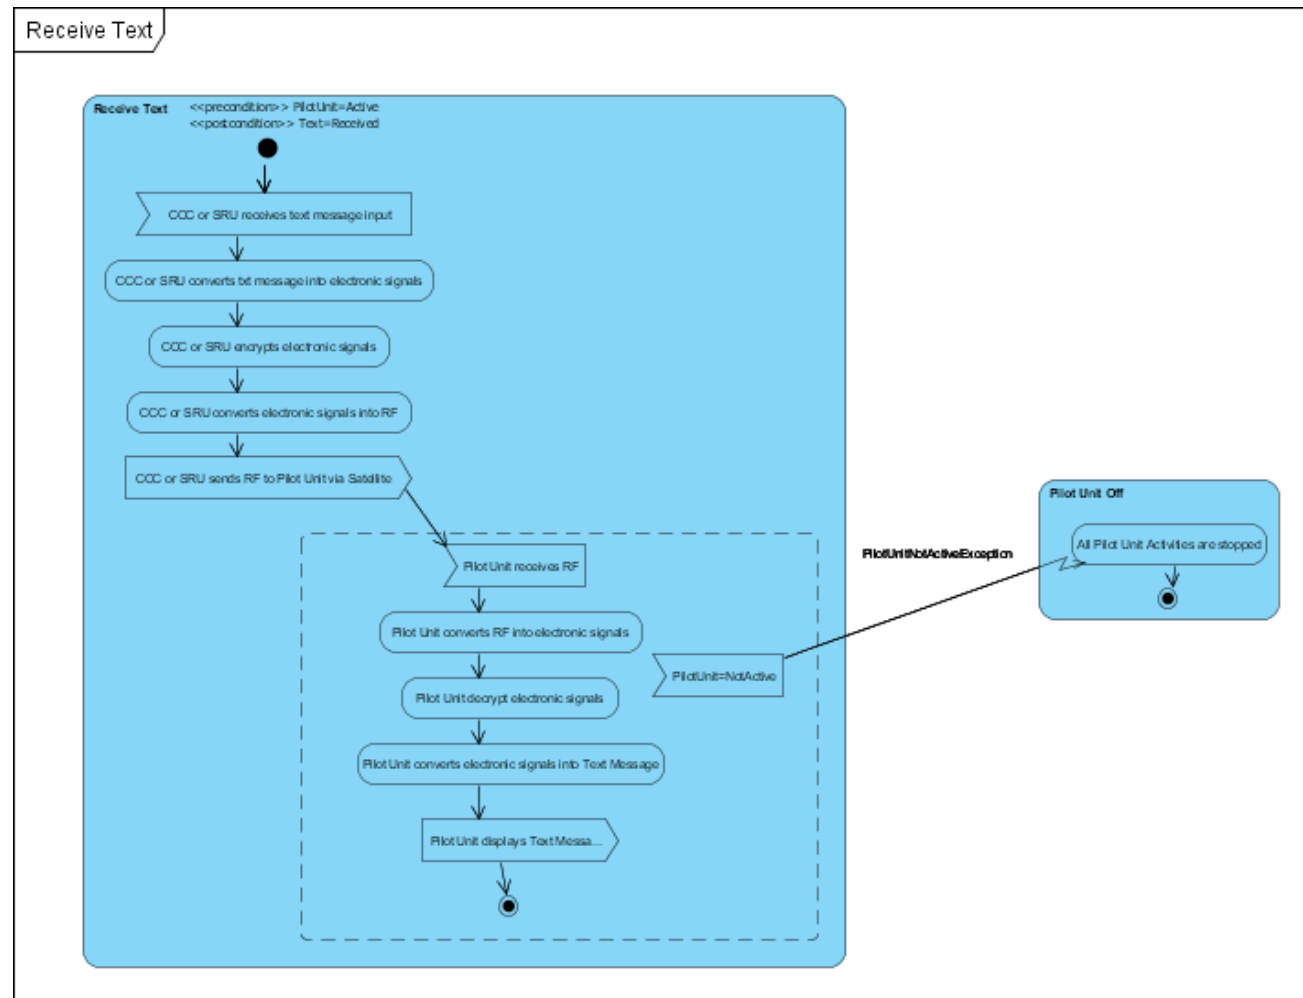 Receive Text
Receive Text
<<precondition>> PilotUnit=Active
<<postcondition>> Text=Received
CCC or SRU receives text message input
CCC or SRU converts txt message into electronic signals
CCC or SRU encrypts electronic signals
CCC or SRU converts electronic signals into RF
CCC or SRU sends RF to Pilot Unit via Satellite
Pilot Unit receives RF
Pilot Unit converts RF into electronic signals
PilotUnit=NotActive
Pilot Unit decrypt electronic signals
Pilot Unit converts electronic signals into Text Message
Pilot Unit displays Text Messa...
PilotUnitNotActiveException
Pilot Unit Off
All Pilot Unit Activities are stopped